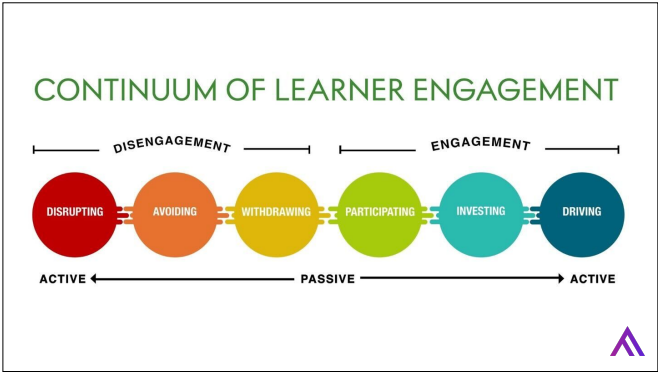 CONTINUUM OF LEARNER ENGAGEMENT
DISENGAGEMENT ENGAGEMENT
DISRUPTING AVOIDING WITHDRAWING PARTICIPATING INVESTING DRIVING
ACTIVE PASSIVE ACTIVE